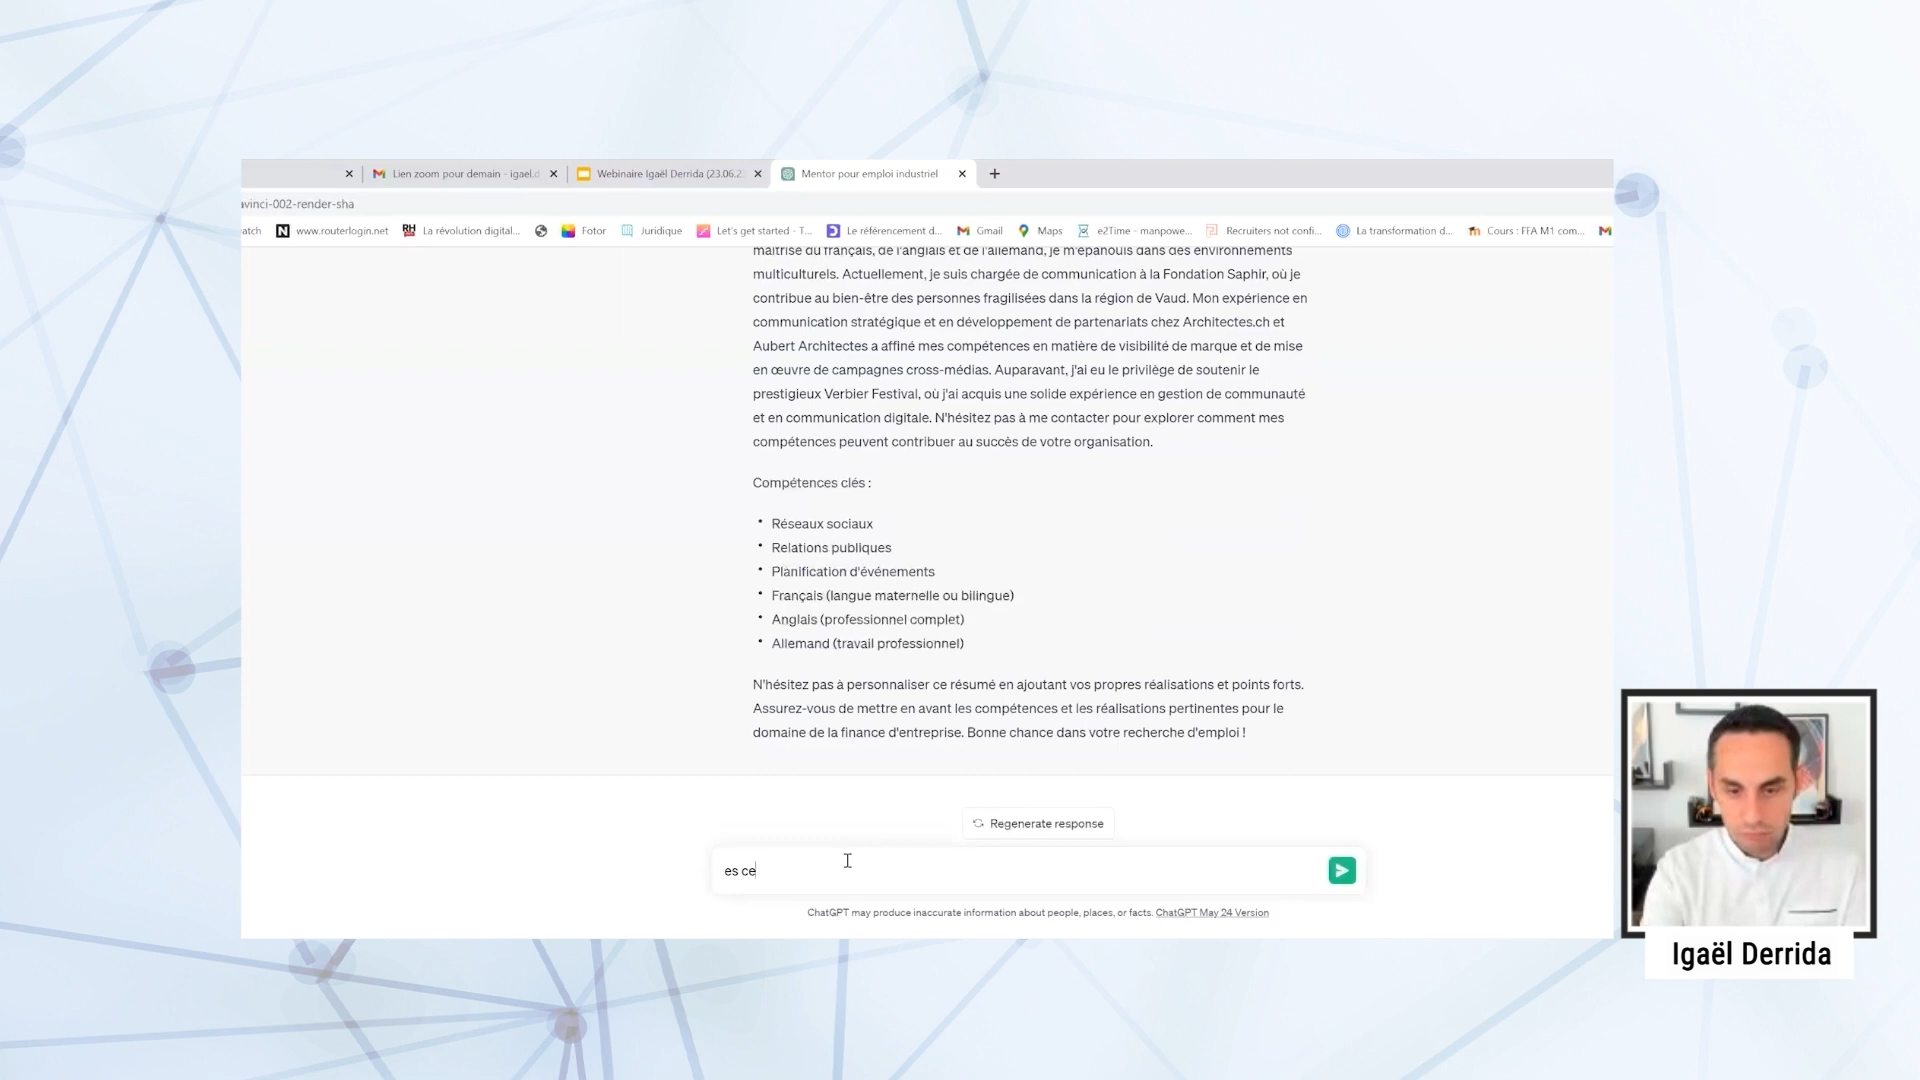 Lien zoom pour demain - igael.d
Webinaire Igaël Derrida (23.06.23
Mentor pour emploi industriel
avinci-002-render-sha
atch
www.routerlogin.net
RH
La révolution digital...
Fotor
Juridique
Let's get started - T...
Le référencement d...
Gmail
Maps
e2Time - manpowe...
Recruiters not confi...
La transformation d...
Cours : FFA M1 com...
maîtrise du français, de l'anglais et de l'allemand, je m'épanouis dans des environnements
multiculturels. Actuellement, je suis chargée de communication à la Fondation Saphir, où je
contribue au bien-être des personnes fragilisées dans la région de Vaud. Mon expérience en
communication stratégique et en développement de partenariats chez Architectes.ch et
Aubert Architectes a affiné mes compétences en matière de visibilité de marque et de mise
en œuvre de campagnes cross-médias. Auparavant, j'ai eu le privilège de soutenir le
prestigieux Verbier Festival, où j'ai acquis une solide expérience en gestion de communauté
et en communication digitale. N'hésitez pas à me contacter pour explorer comment mes
compétences peuvent contribuer au succès de votre organisation.
Compétences clés :
• Réseaux sociaux
• Relations publiques
• Planification d'événements
• Français (langue maternelle ou bilingue)
• Anglais (professionnel complet)
• Allemand (travail professionnel)
N'hésitez pas à personnaliser ce résumé en ajoutant vos propres réalisations et points forts.
Assurez-vous de mettre en avant les compétences et les réalisations pertinentes pour le
domaine de la finance d'entreprise. Bonne chance dans votre recherche d'emploi !
Regenerate response
es ce
ChatGPT may produce inaccurate information about people, places, or facts. ChatGPT May 24 Version
Igaël Derrida